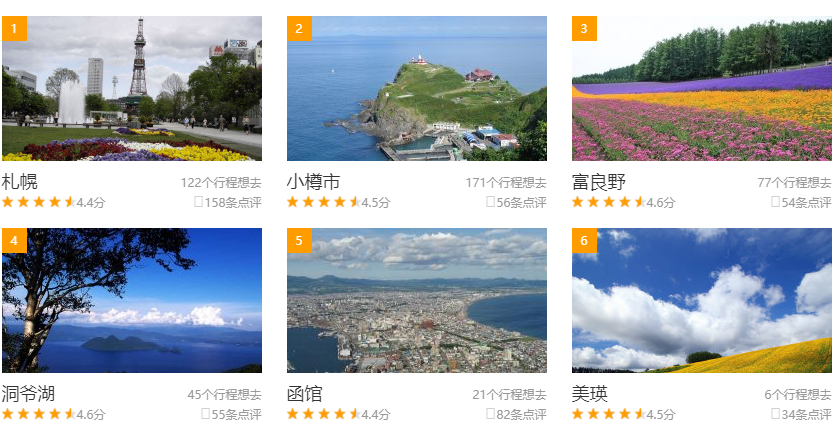 1
2
3
札幌
122个行程想去
4.4分
158条点评
小樽市
171个行程想去
4.5分
56条点评
富良野
77个行程想去
4.6分
54条点评
4
5
6
洞爷湖
45个行程想去
4.6分
55条点评
函馆
21个行程想去
4.4分
82条点评
美瑛
6个行程想去
4.5分
34条点评